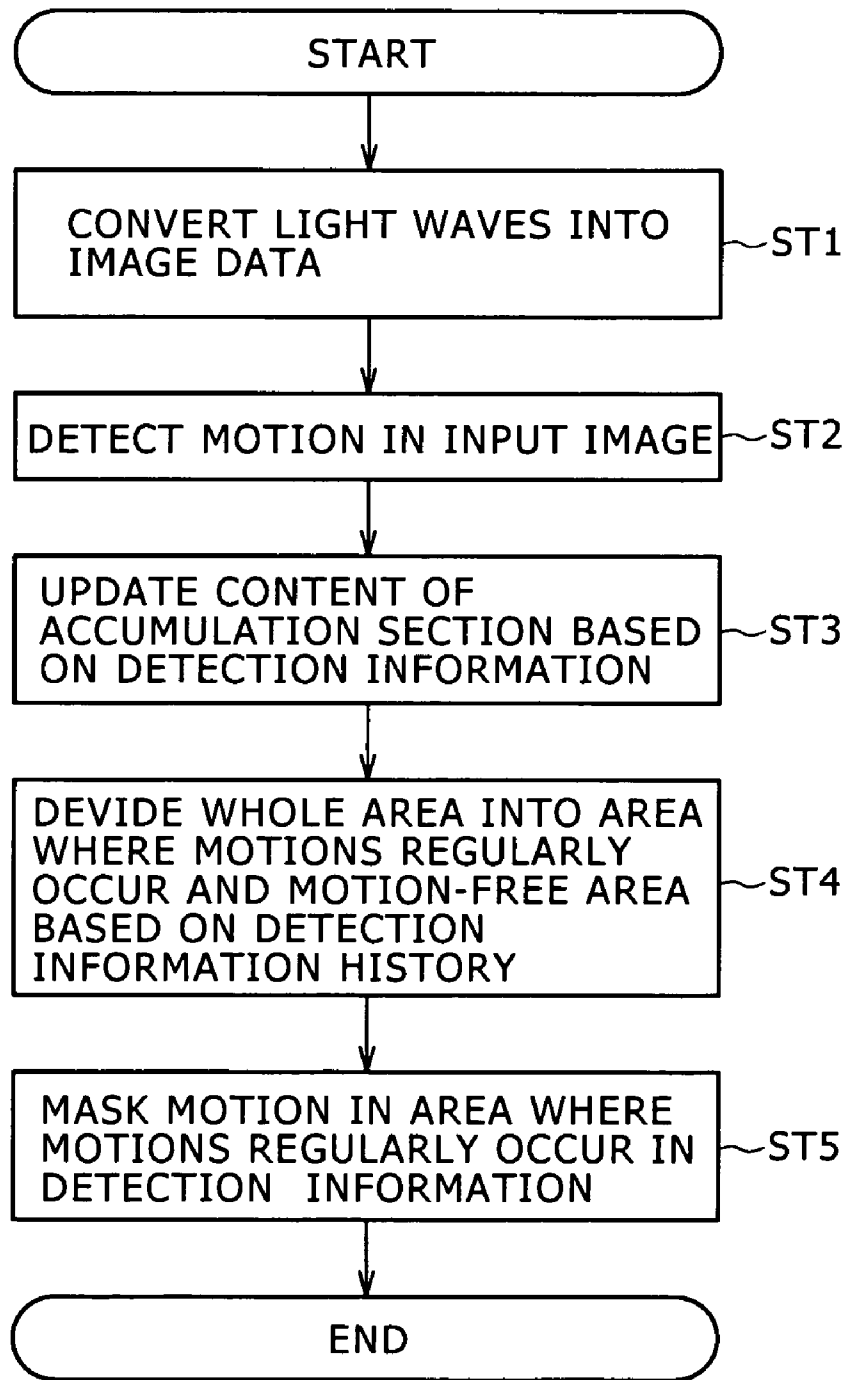 START
CONVERT LIGHT WAVES INTO
IMAGE DATA
ST1
DETECT MOTION IN INPUT IMAGE
ST2
UPDATE CONTENT OF
ACCUMULATION SECTION BASED
ON DETECTION INFORMATION
ST3
DEVIDE WHOLE AREA INTO AREA
WHERE MOTIONS REGULARLY
OCCUR AND MOTION-FREE AREA
BASED ON DETECTION
INFORMATION HISTORY
ST4
MASK MOTION IN AREA WHERE
MOTIONS REGULARLY OCCUR IN
DETECTION INFORMATION
ST5
END